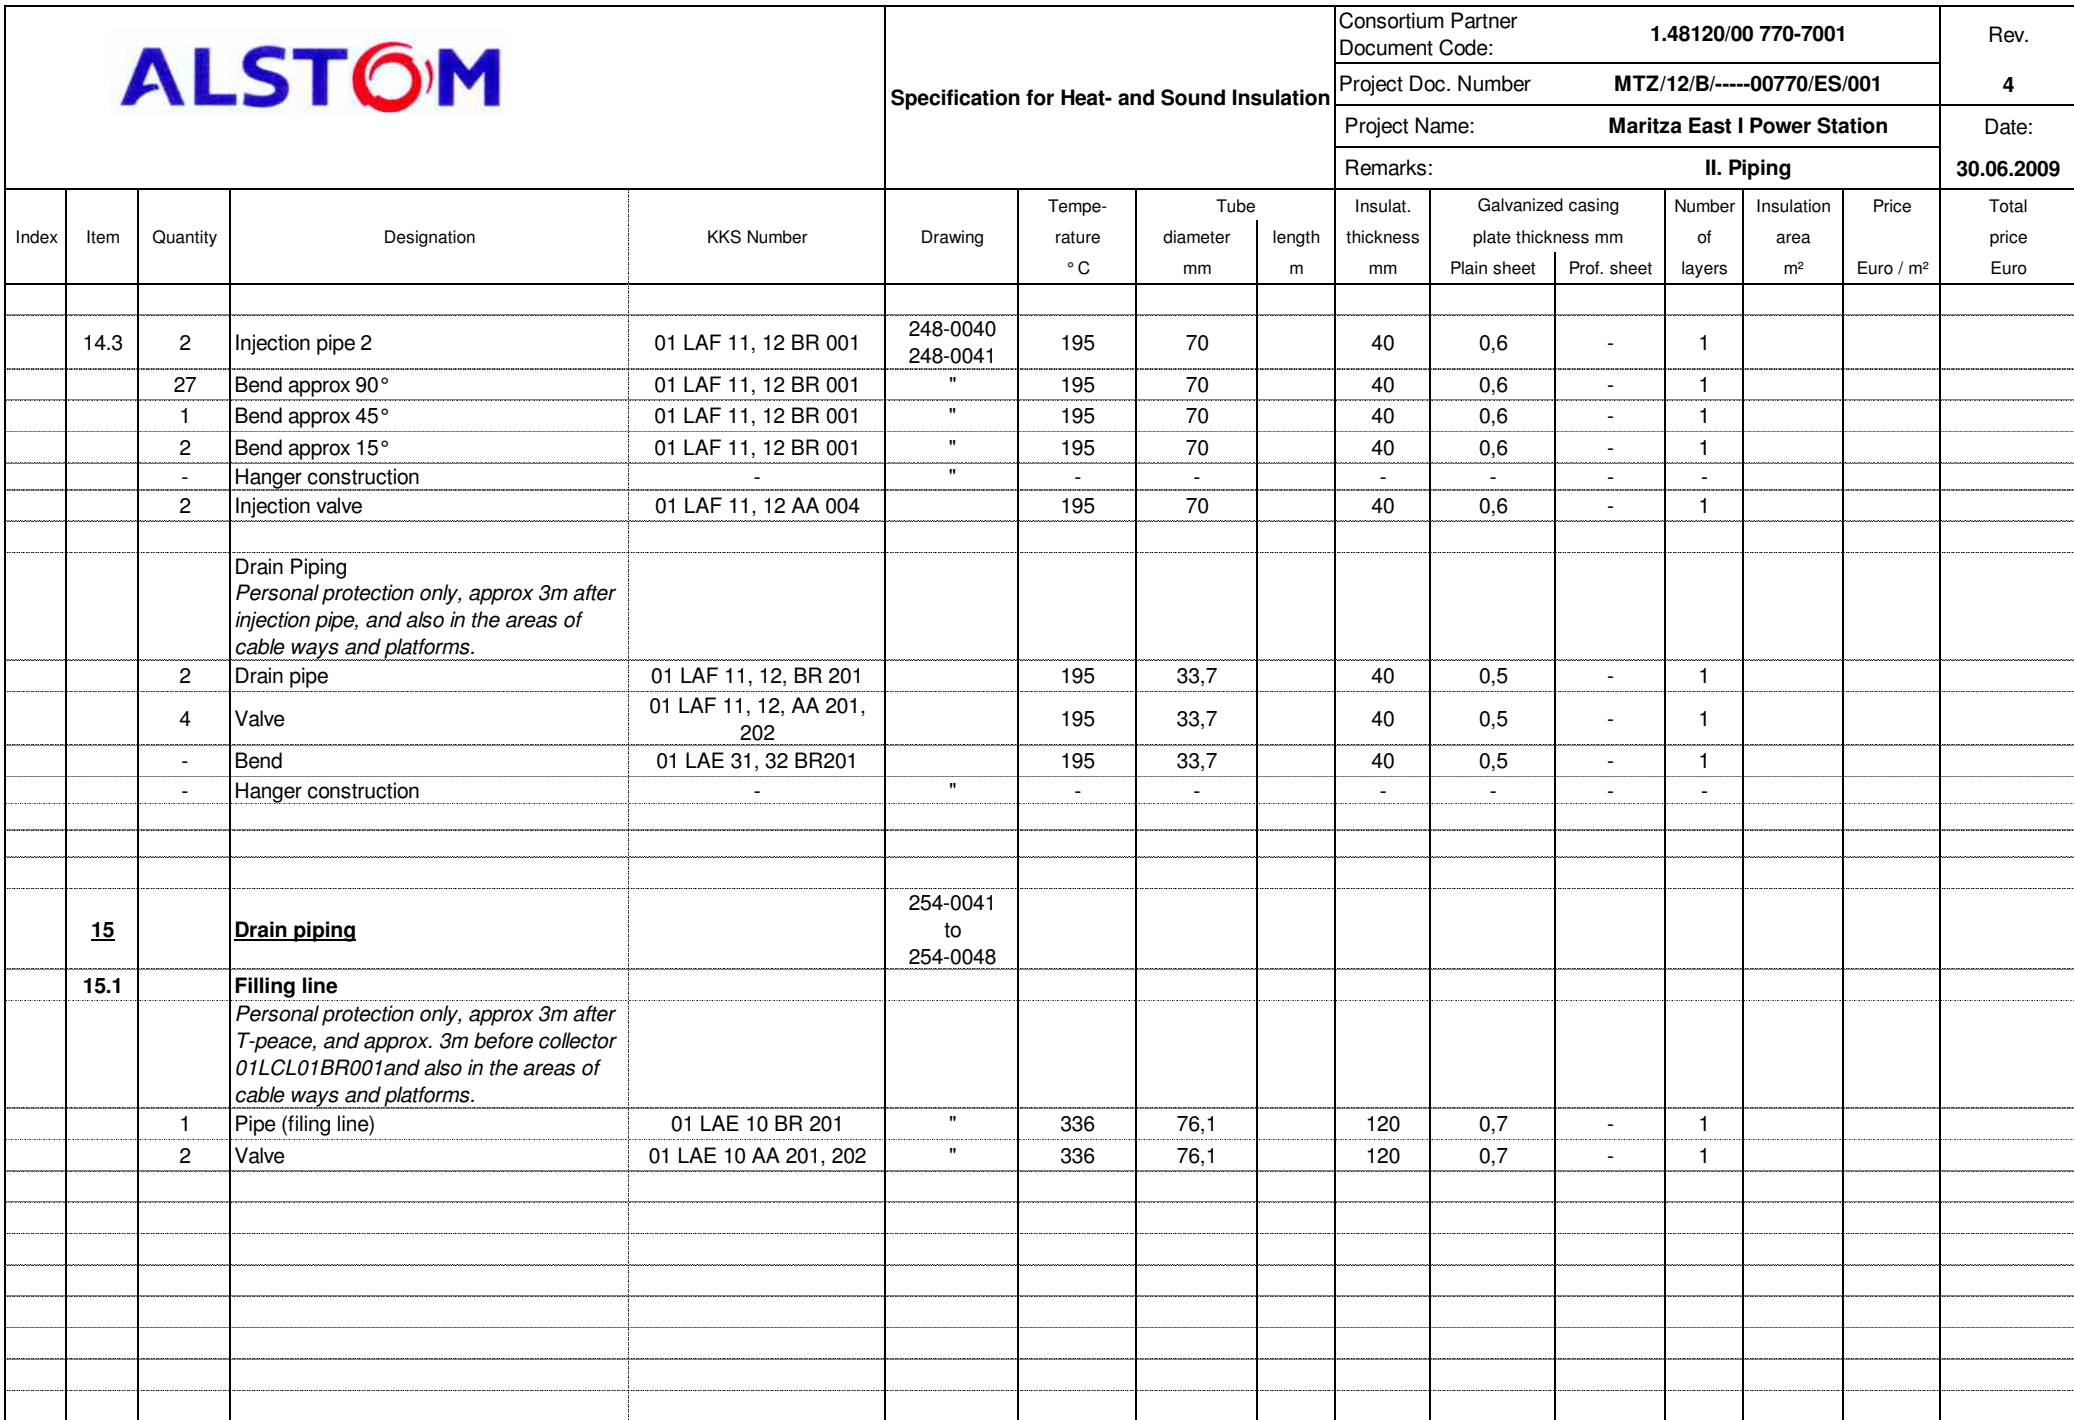 ALSTOM
Specification for Heat- and Sound Insulation
Consortium Partner
Document Code:
1.48120/00 770-7001
Rev.
Project Doc. Number
MTZ/12/B/-----00770/ES/001
4
Project Name:
Maritza East I Power Station
Date:
Remarks:
II. Piping
30.06.2009
Index Item Quantity Designation KKS Number Drawing
Tempe-
rature
°C
Tube
diameter
mm
length
m
Insulat.
thickness
mm
Galvanized casing
plate thickness mm
Plain sheet Prof. sheet
Number
of
layers
Insulation
area
m²
Price
Euro / m²
Total
price
Euro
14.3 2 Injection pipe 2 01 LAF 11, 12 BR 001 248-0040 195 70 40 0,6 - 1
248-0041
27 Bend approx 90° 01 LAF 11, 12 BR 001 " 195 70 40 0,6 - 1
1 Bend approx 45° 01 LAF 11, 12 BR 001 " 195 70 40 0,6 - 1
2 Bend approx 15° 01 LAF 11, 12 BR 001 " 195 70 40 0,6 - 1
- Hanger construction - " - - - - - -
2 Injection valve 01 LAF 11, 12 AA 004 195 70 40 0,6 - 1
Drain Piping
Personal protection only, approx 3m after
injection pipe, and also in the areas of
cable ways and platforms.
2 Drain pipe 01 LAF 11, 12, BR 201 195 33,7 40 0,5 - 1
4 Valve 01 LAF 11, 12, AA 201, 195 33,7 40 0,5 - 1
202
- Bend 01 LAE 31, 32 BR201 195 33,7 40 0,5 - 1
- Hanger construction - " - - - - - -
15 Drain piping 254-0041
to
254-0048
15.1 Filling line
Personal protection only, approx 3m after
T-peace, and approx. 3m before collector
01LCL01BR001and also in the areas of
cable ways and platforms.
1 Pipe (filing line) 01 LAE 10 BR 201 " 336 76,1 120 0,7 - 1
2 Valve 01 LAE 10 AA 201, 202 " 336 76,1 120 0,7 - 1